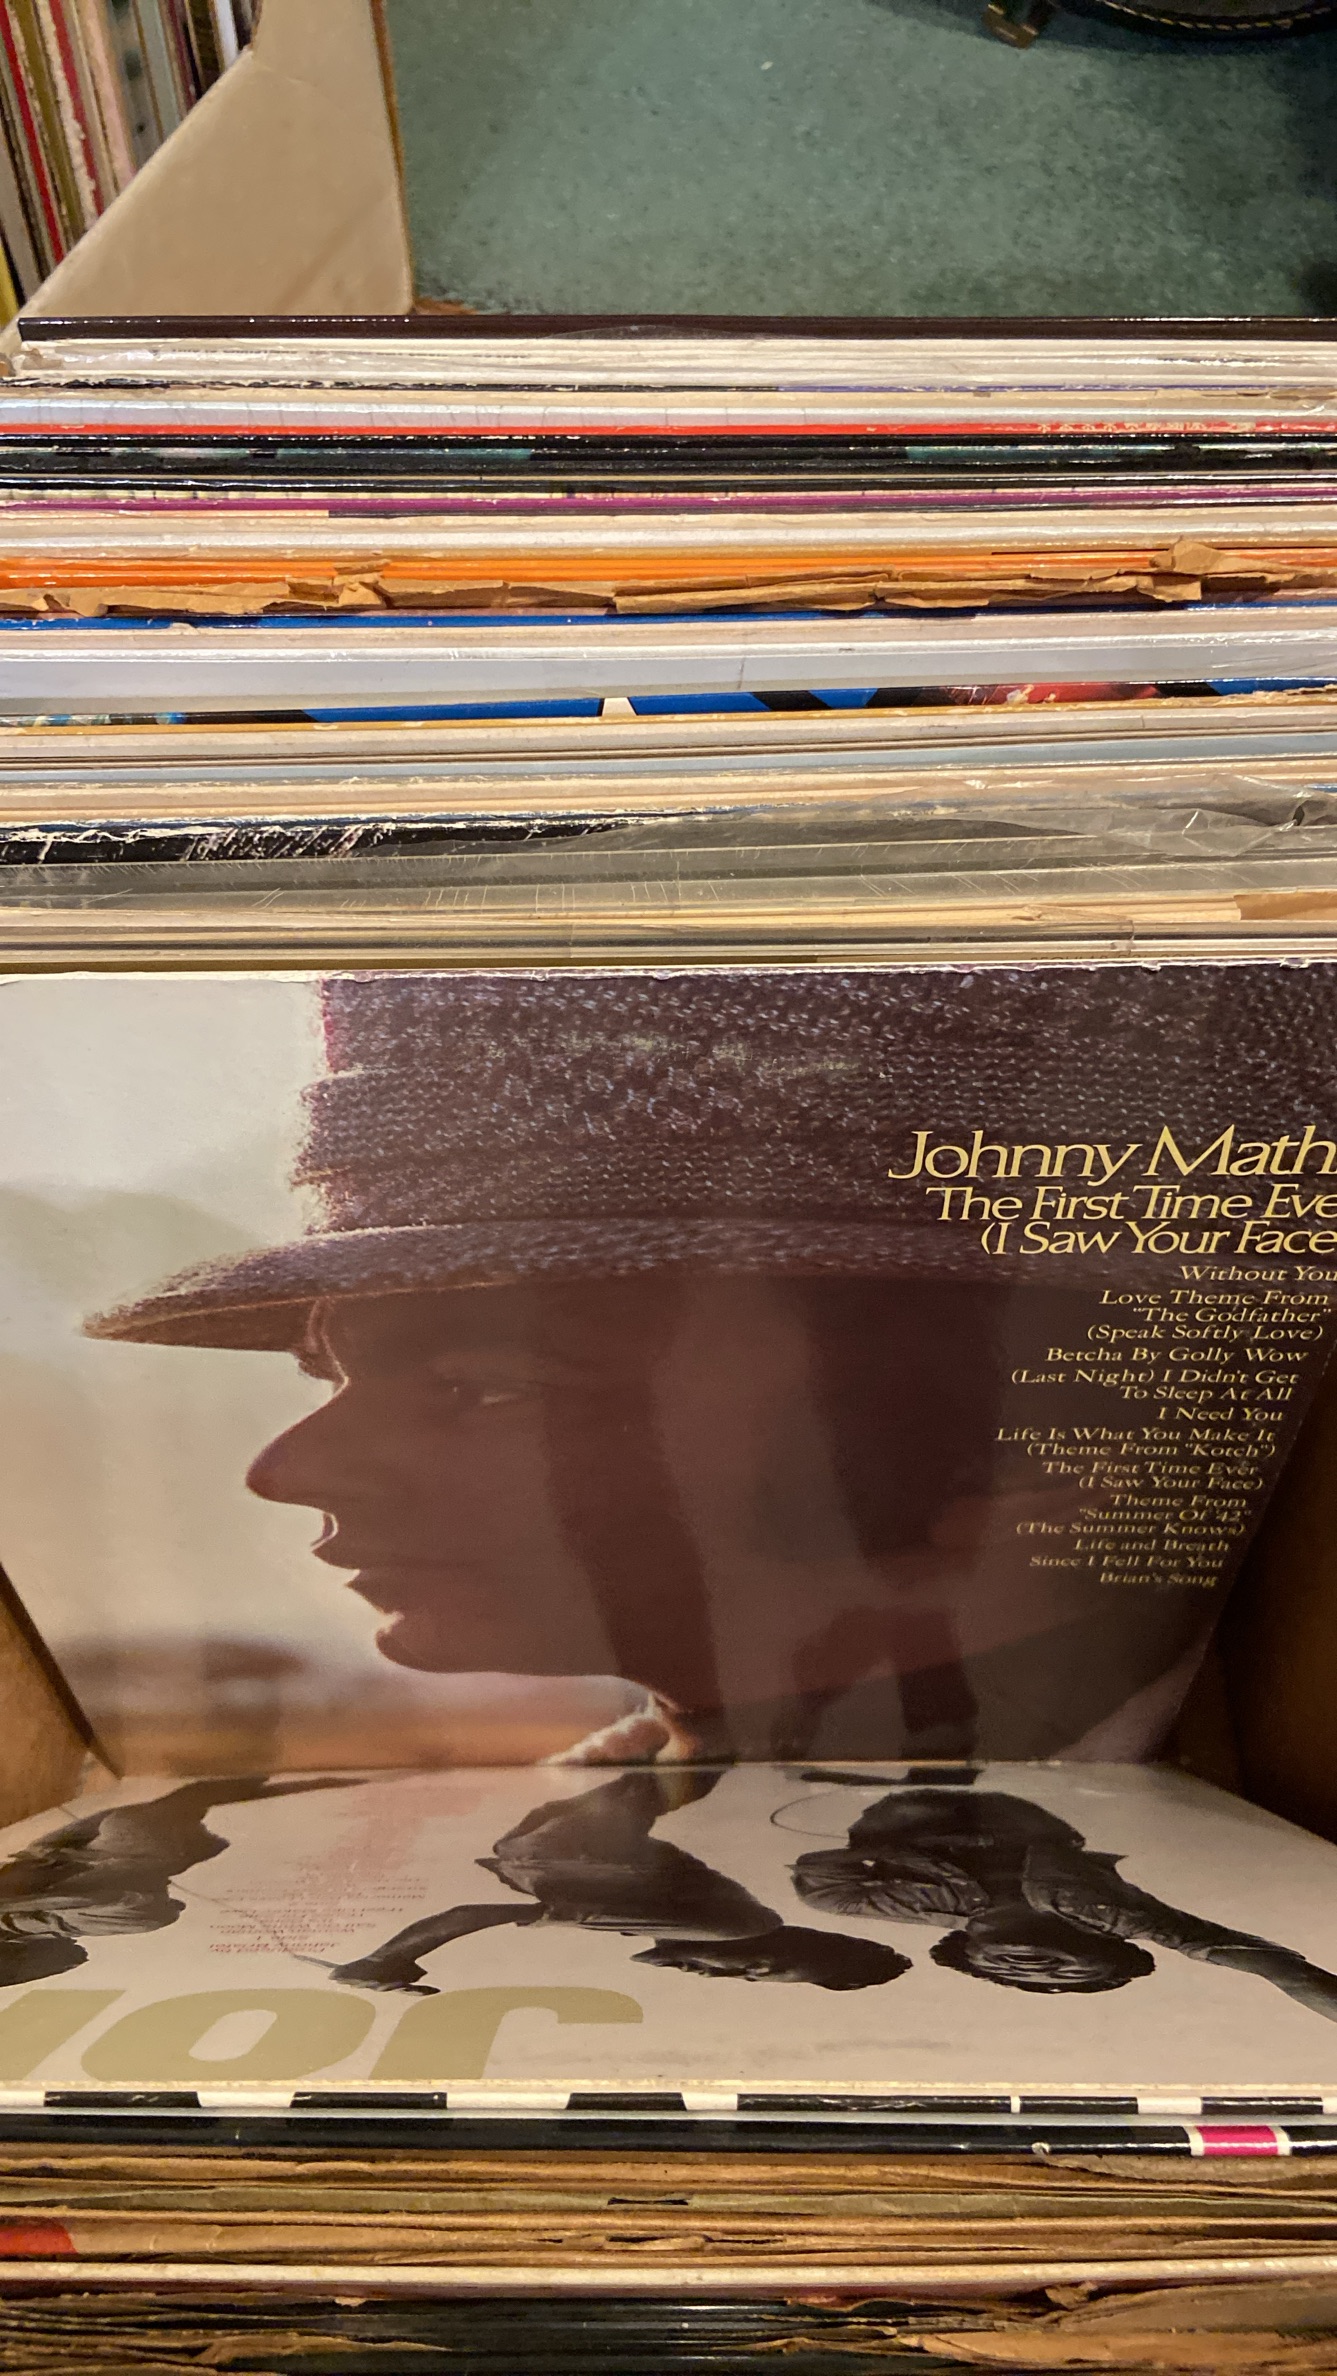 Johnny Math
The First Time Eve
(I Saw Your Face
Without You
Love Theme From
"The Godfather"
(Speak Softly Love)
Betcha By Golly Wow
(Last Night) I Didn't Get
To Sleep At All
I Need You
Life Is What You Make It
(Theme From "Kotch")
The First Time Ever
(I Saw Your Face)
Theme From
"Summer Of '42"
(The Summer Knows)
Life and Breath
Since I Fell For You
Brian's Song